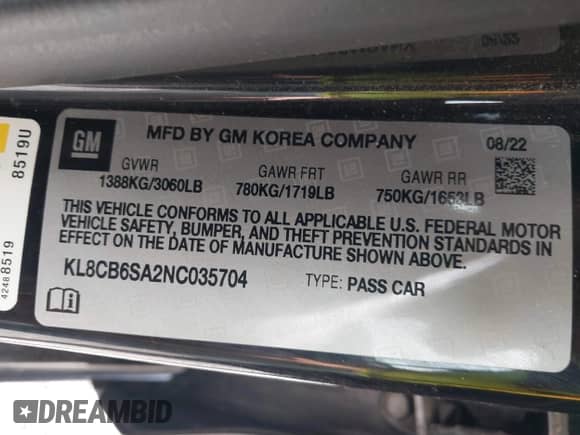 GM
MFD BY GM KOREA COMPANY
08/22
GVWR
GAWR FRT
GAWR RR
1388KG/3060LB
780KG/1719LB
750KG/1653LB
THIS VEHICLE CONFORMS TO ALL APPLICABLE U.S. FEDERAL MOTOR
VEHICLE SAFETY, BUMPER, AND THEFT PREVENTION STANDARDS IN
EFFECT ON THE DATE OF MANUFACTURE SHOWN ABOVE.
KL8CB6SA2NC035704
TYPE: PASS CAR
8519U
42488519
DREAMBID